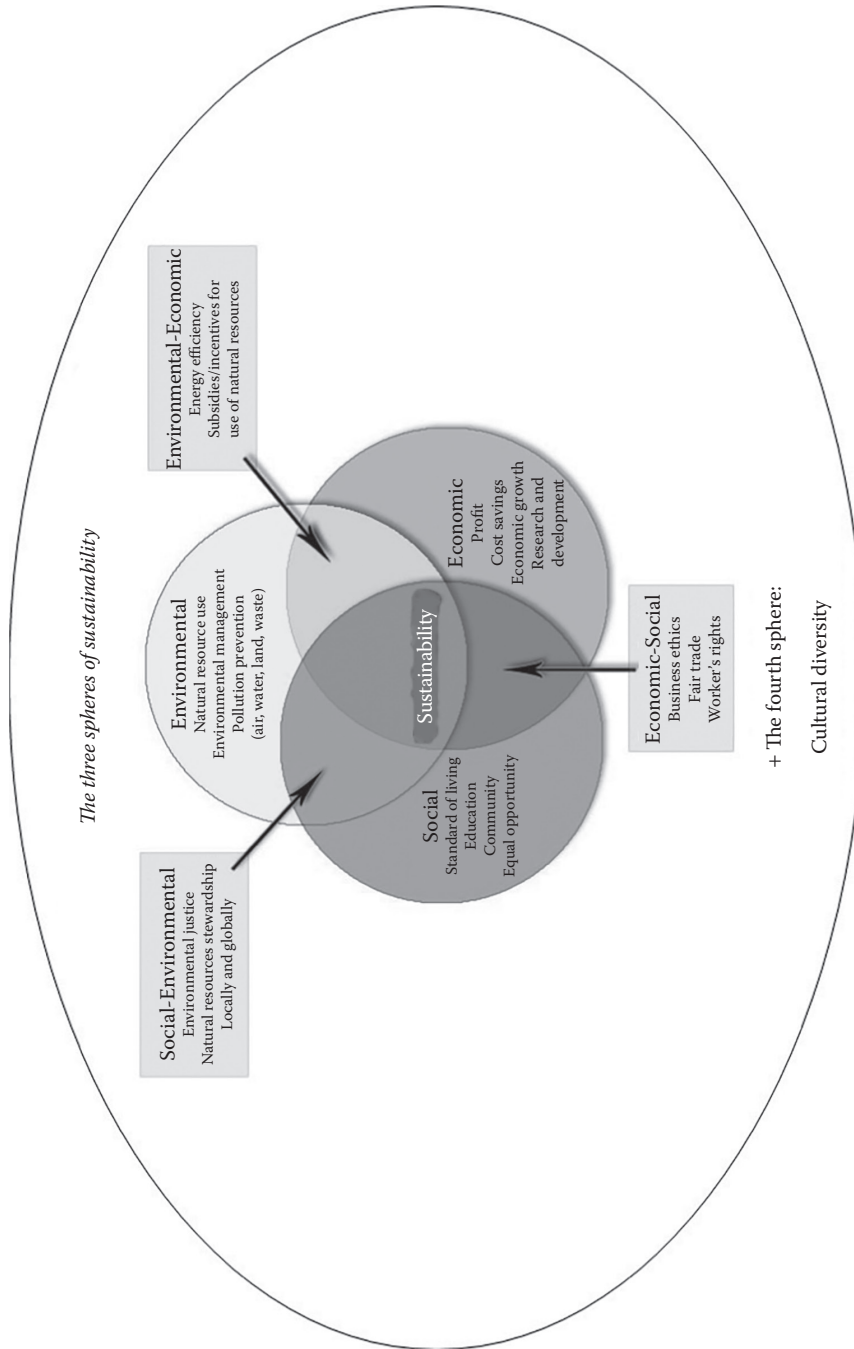 The three spheres of sustainability
Social-Environmental
Environmental justice
Natural resources stewardship
Locally and globally
Environmental
Natural resource use
Environmental management
Pollution prevention
(air, water, land, waste)
Environmental-Economic
Energy efficiency
Subsidies/incentives for
use of natural resources
Sustainability
Social
Standard of living
Education
Community
Equal opportunity
Economic
Profit
Cost savings
Economic growth
Research and
development
Economic-Social
Business ethics
Fair trade
Worker's rights
+ The fourth sphere:
Cultural diversity